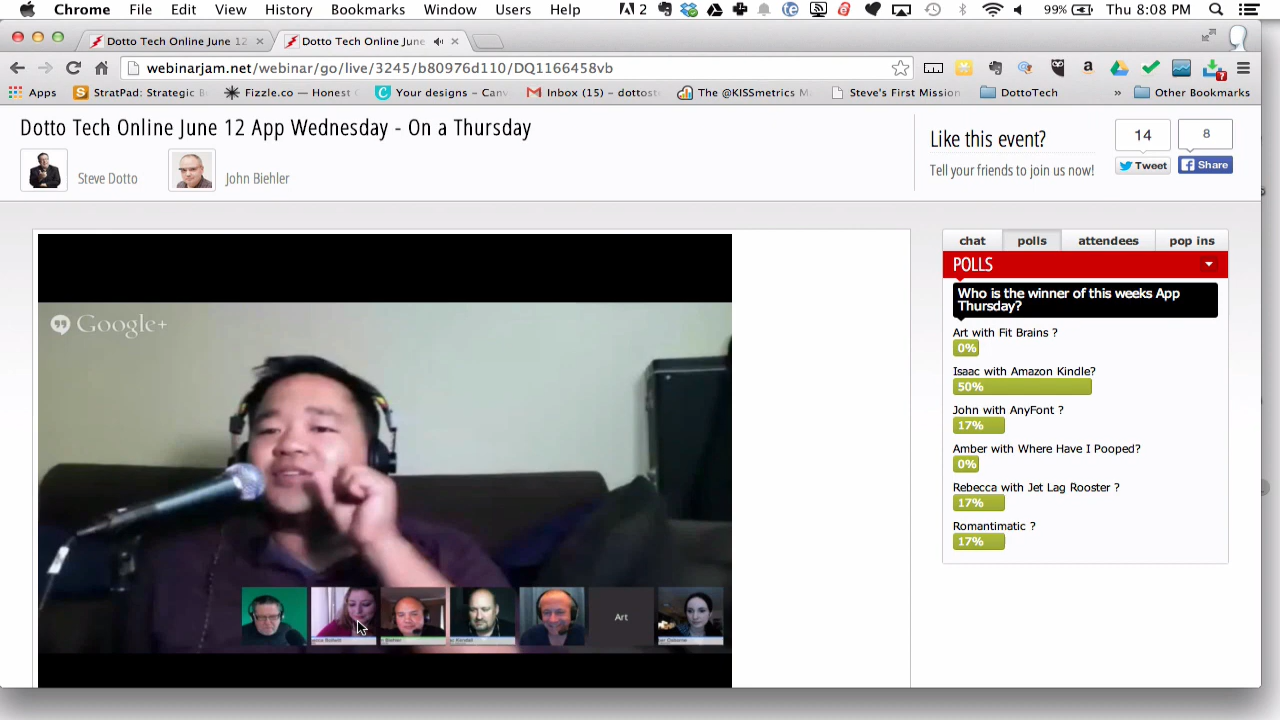 Chrome File Edit View History Bookmarks Window Users Help 2 99% Thu 8:08 PM
Dotto Tech Online June 12 Dotto Tech Online June
webinarjam.net/webinar/go/live/3245/b80976d110/DQ1166458vb
Apps StratPad: Strategic B Fizzle.co — Honest Your designs - Can Inbox (15) - dottost The @KISSmetrics M Steve's First Mission DottoTech » Other Bookmarks
Dotto Tech Online June 12 App Wednesday - On a Thursday
Steve Dotto John Biehler
Like this event?
Tell your friends to join us now!
14 8
Tweet Share
Google+
chat polls attendees pop ins
POLLS
Who is the winner of this weeks App
Thursday?
Art with Fit Brains ?
0%
Isaac with Amazon Kindle?
50%
John with AnyFont ?
17%
Amber with Where Have I Pooped?
0%
Rebecca with Jet Lag Rooster ?
17%
Romantimatic ?
17%
Art